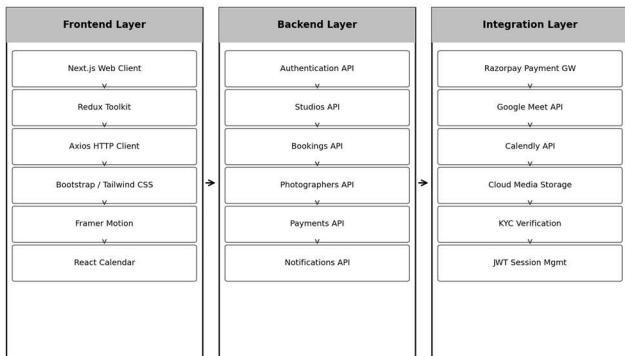 Frontend Layer
Next.js Web Client
Redux Toolkit
Axios HTTP Client
Bootstrap / Tailwind CSS
Framer Motion
React Calendar
Backend Layer
Authentication API
Studios API
Bookings API
Photographers API
Payments API
Notifications API
Integration Layer
Razorpay Payment GW
Google Meet API
Calendly API
Cloud Media Storage
KYC Verification
JWT Session Mgmt